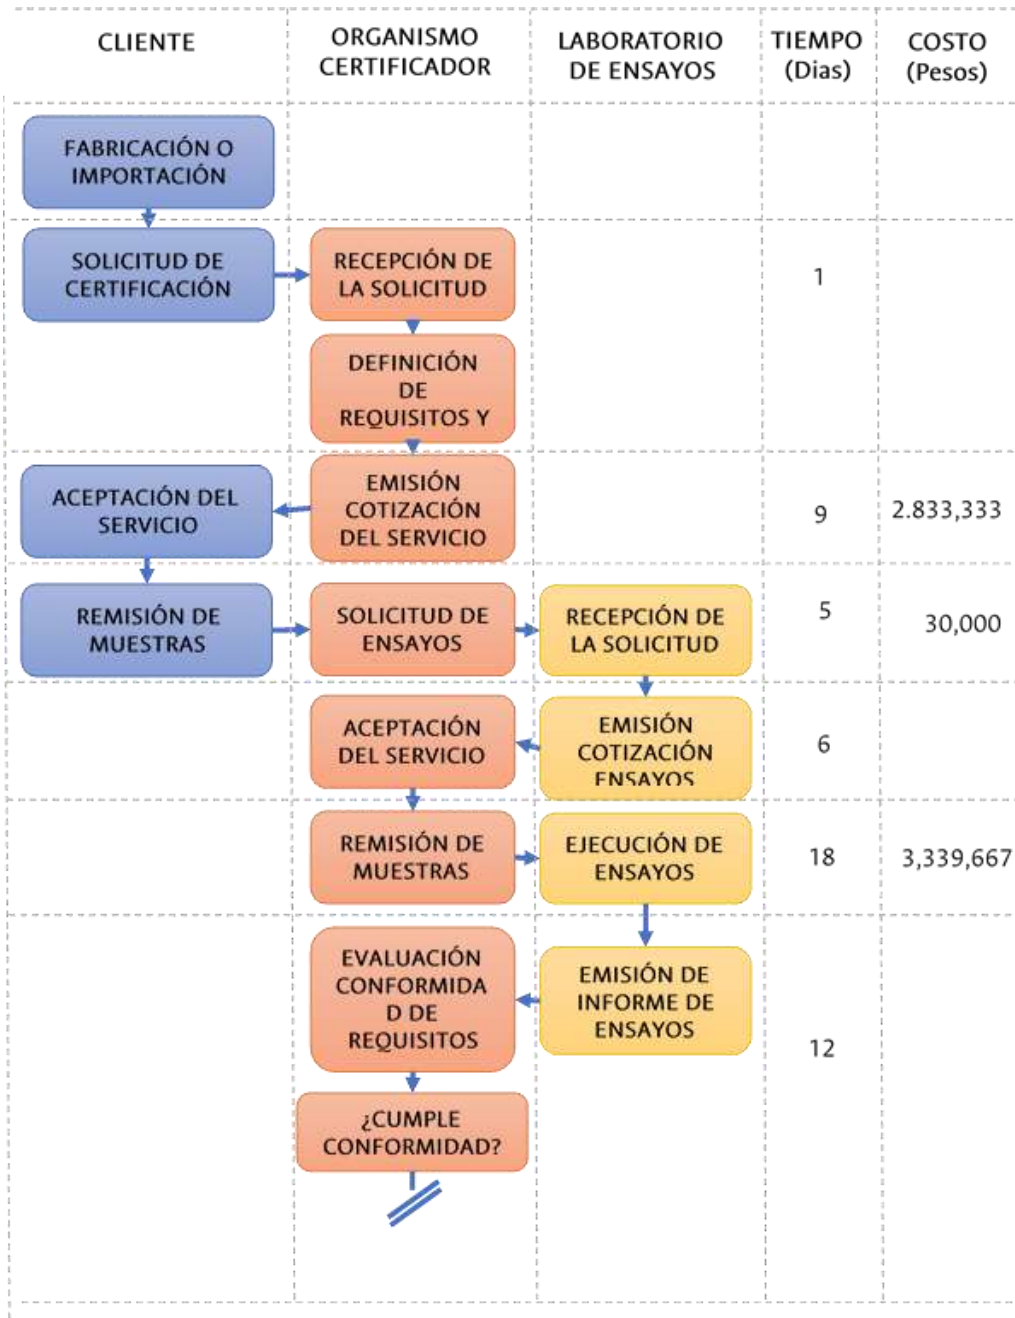 CLIENTE
ORGANISMO
CERTIFICADOR
LABORATORIO
DE ENSAYOS
TIEMPO
(Dias)
COSTO
(Pesos)
FABRICACIÓN O
IMPORTACIÓN
SOLICITUD DE
CERTIFICACIÓN
RECEPCIÓN DE
LA SOLICITUD
1
DEFINICIÓN
DE
REQUISITOS Y
ACEPTACIÓN DEL
SERVICIO
EMISIÓN
COTIZACIÓN
DEL SERVICIO
9
2.833,333
REMISIÓN DE
MUESTRAS
SOLICITUD DE
ENSAYOS
RECEPCIÓN DE
LA SOLICITUD
5
30,000
ACEPTACIÓN
DEL SERVICIO
EMISIÓN
COTIZACIÓN
ENSAYOS
6
REMISIÓN DE
MUESTRAS
EJECUCIÓN DE
ENSAYOS
18
3,339,667
EVALUACIÓN
CONFORMIDA
D DE
REQUISITOS
EMISIÓN DE
INFORME DE
ENSAYOS
12
¿CUMPLE
CONFORMIDAD?